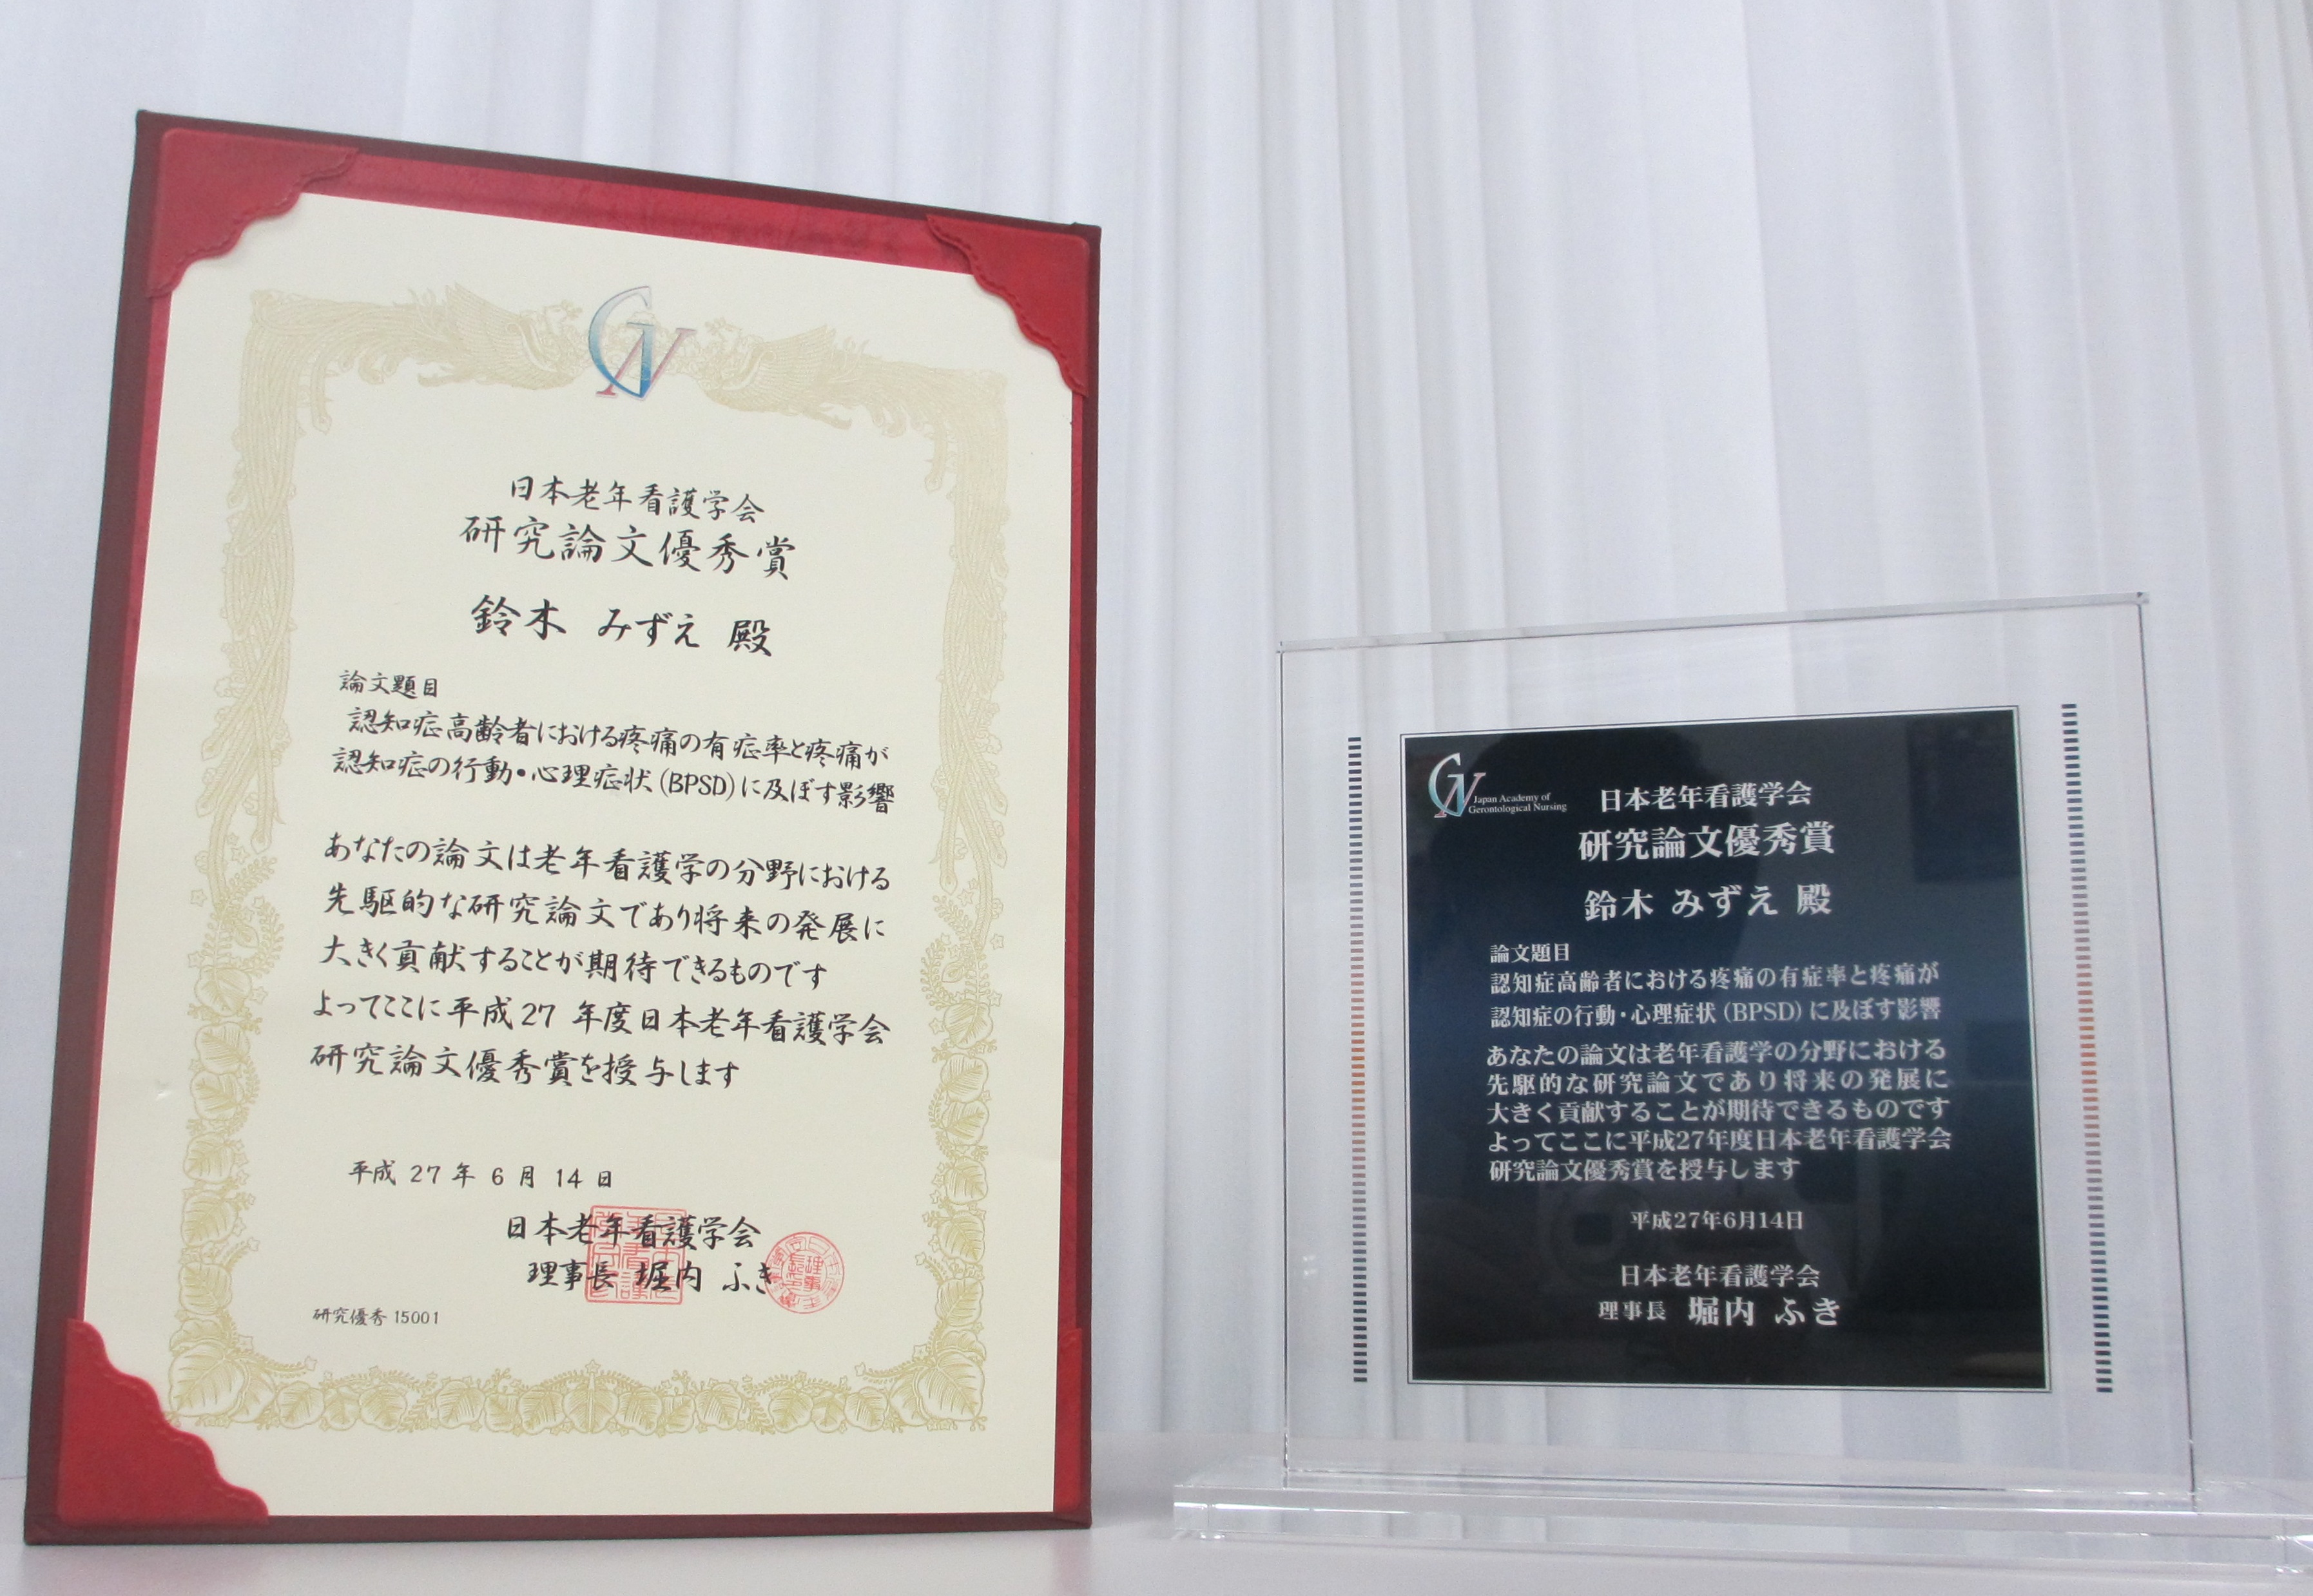 日本老年看護学会
研究論文優秀賞
鈴木 みずえ 殿
論文題目
認知症高齢者における疼痛の有症率と疼痛が
認知症の行動・心理症状(BPSD)に及ぼす影響
あなたの論文は老年看護学の分野における
先駆的な研究論文であり将来の発展に
大きく貢献することが期待できるものです
よってここに平成27年度日本老年看護学会
研究論文優秀賞を授与します
平成27年6月14日
日本老年看護学会
理事長 堀内 ふき
研究優秀15001
GN
Japan Academy of
Gerontological Nursing
日本老年看護学会
研究論文優秀賞
鈴木 みずえ 殿
論文題目
認知症高齢者における疼痛の有症率と疼痛が
認知症の行動・心理症状(BPSD)に及ぼす影響
あなたの論文は老年看護学の分野における
先駆的な研究論文であり将来の発展に
大きく貢献することが期待できるものです
よってここに平成27年度日本老年看護学会
研究論文優秀賞を授与します
平成27年6月14日
日本老年看護学会
理事長 堀内 ふき